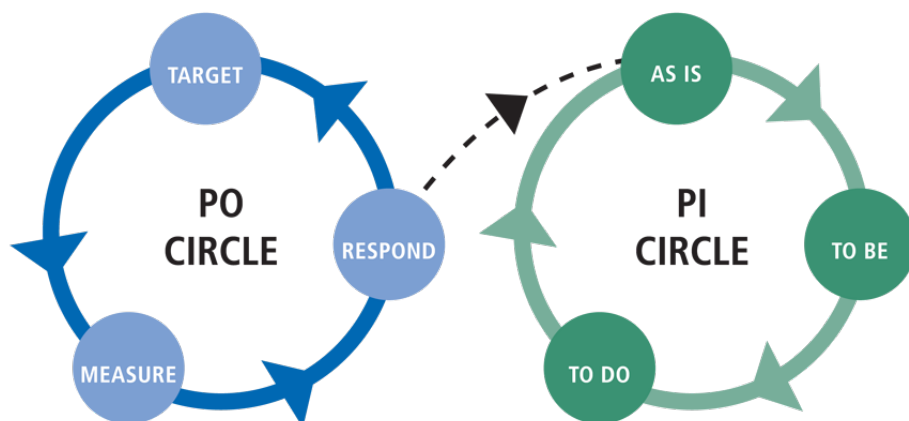 TARGET
PO
CIRCLE
RESPOND
MEASURE
AS IS
PI
CIRCLE
TO BE
TO DO